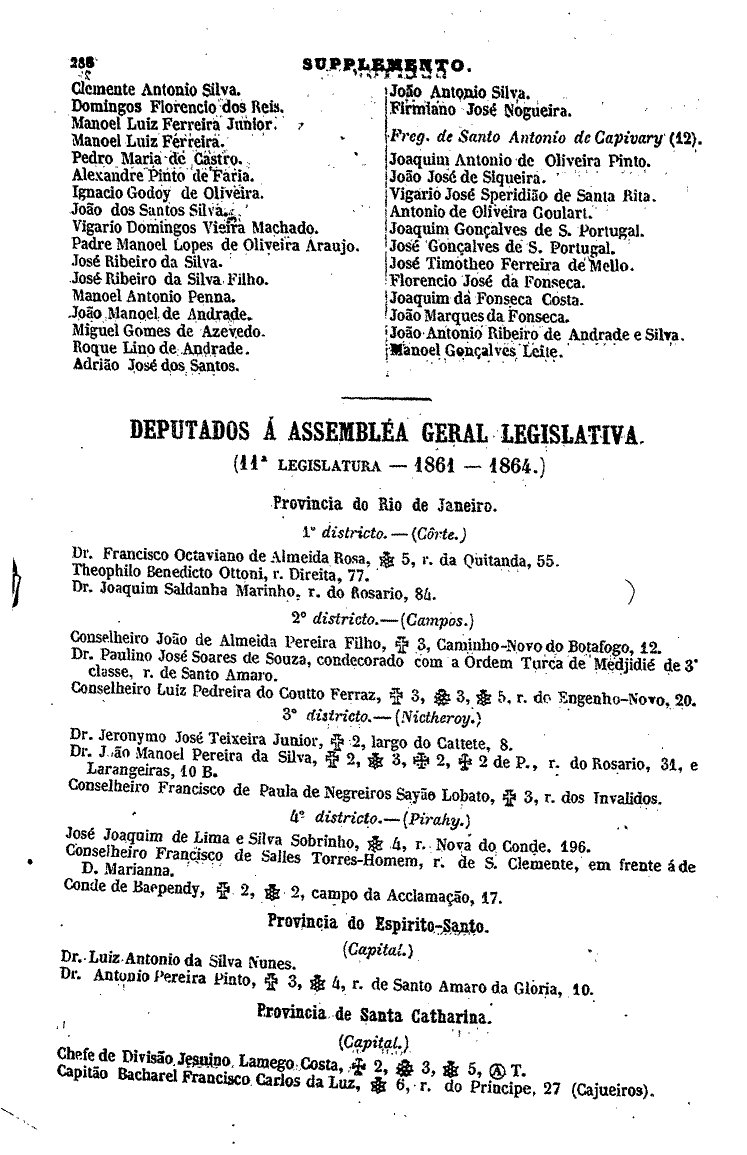 286
SUPPLEMENTO.
Clemente Antonio Silva.
Domingos Florencio dos Reis.
Manoel Luiz Ferreira Junior.
Manoel Luiz Ferreira.
Pedro Maria de Castro.
Alexandre Pinto de Faria.
Ignacio Godoy de Oliveira.
João dos Santos Silva.
Vigario Domingos Vieira Machado.
Padre Manoel Lopes de Oliveira Araujo.
José Ribeiro da Silva.
José Ribeiro da Silva Filho.
Manoel Antonio Penna.
João Manoel de Andrade.
Miguel Gomes de Azevedo.
Roque Lino de Andrade.
Adrião José dos Santos.
João Antonio Silva.
Firmiano José Nogueira.
Freg. de Santo Antonio de Capivary (12).
Joaquim Antonio de Oliveira Pinto.
João José de Siqueira.
Vigario José Speridião de Santa Rita.
Antonio de Oliveira Goulart.
Joaquim Gonçalves de S. Portugal.
José Gonçalves de S. Portugal.
José Timotheo Ferreira de Mello.
Florencio José da Fonseca.
Joaquim da Fonseca Costa.
João Marques da Fonseca.
João Antonio Ribeiro de Andrade e Silva.
Manoel Gonçalves Leite.
DEPUTADOS Á ASSEMBLÉA GERAL LEGISLATIVA.
(11ª LEGISLATURA — 1861 — 1864.)
Provincia do Rio de Janeiro.
1º districto.—(Côrte.)
Dr. Francisco Octaviano de Almeida Rosa, 5, r. da Quitanda, 55.
Theophilo Benedicto Ottoni, r. Direita, 77.
Dr. Joaquim Saldanha Marinho, r. do Rosario, 84.
2º districto.—(Campos.)
Conselheiro João de Almeida Pereira Filho, 3, Caminho-Novo do Botafogo, 12.
Dr. Paulino José Soares de Souza, condecorado com a Ordem Turca de Medjidié de 3ª
classe, r. de Santo Amaro.
Conselheiro Luiz Pedreira do Coutto Ferraz, 3, 3, 5, r. do Engenho-Novo, 20.
3º districto.—(Nictheroy.)
Dr. Jeronymo José Teixeira Junior, 2, largo do Cattete, 8.
Dr. João Manoel Pereira da Silva, 2, 3, 2, 2 de P., r. do Rosario, 31, e
Larangeiras, 10 B.
Conselheiro Francisco de Paula de Negreiros Sayão Lobato, 3, r. dos Invalidos.
4º districto.—(Pirahy.)
José Joaquim de Lima e Silva Sobrinho, 4, r. Nova do Conde, 196.
Conselheiro Francisco de Salles Torres-Homem, r. de S. Clemente, em frente á de
D. Marianna.
Conde de Baependy, 2, 2, campo da Acclamação, 17.
Provincia do Espirito-Santo.
(Capital.)
Dr. Luiz Antonio da Silva Nunes.
Dr. Antonio Pereira Pinto, 3, 4, r. de Santo Amaro da Gloria, 10.
Provincia de Santa Catharina.
(Capital.)
Chefe de Divisão Jesuino Lamego Costa, 2, 3, 5, Ⓐ T.
Capitão Bacharel Francisco Carlos da Luz, 6, r. do Principe, 27 (Cajueiros).